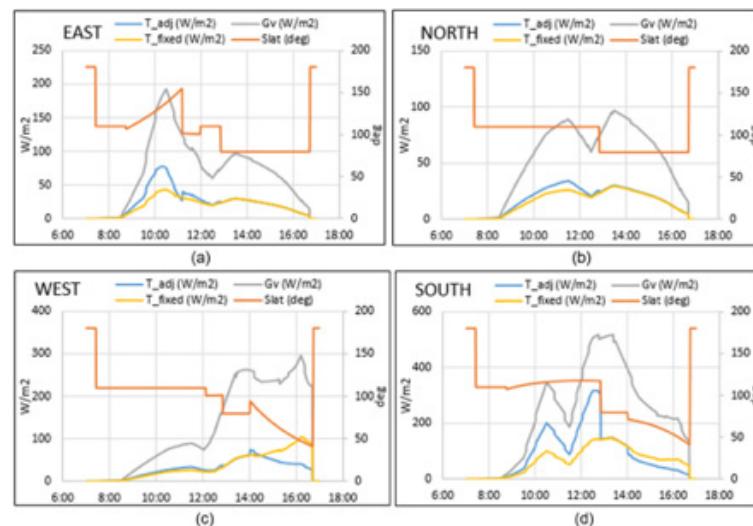 EAST
T_adj (W/m2) Gv (W/m2)
T_fixed (W/m2) Slat (deg)
250 200
200 150
150 100
100 50
50 0
0
W/m2 deg
6:00 8:00 10:00 12:00 14:00 16:00 18:00
(a)
NORTH
T_adj (W/m2) Gv (W/m2)
T_fixed (W/m2) Slat (deg)
150 200
100 150
50 100
0 50
0
W/m2 deg
6:00 8:00 10:00 12:00 14:00 16:00 18:00
(b)
WEST
T_adj (W/m2) Gv (W/m2)
T_fixed (W/m2) Slat (deg)
400 200
300 150
200 100
100 50
0 0
W/m2 deg
6:00 8:00 10:00 12:00 14:00 16:00 18:00
(c)
SOUTH
T_adj (W/m2) Gv (W/m2)
T_fixed (W/m2) Slat (deg)
600 200
400 150
200 100
0 50
0
W/m2 deg
6:00 8:00 10:00 12:00 14:00 16:00 18:00
(d)